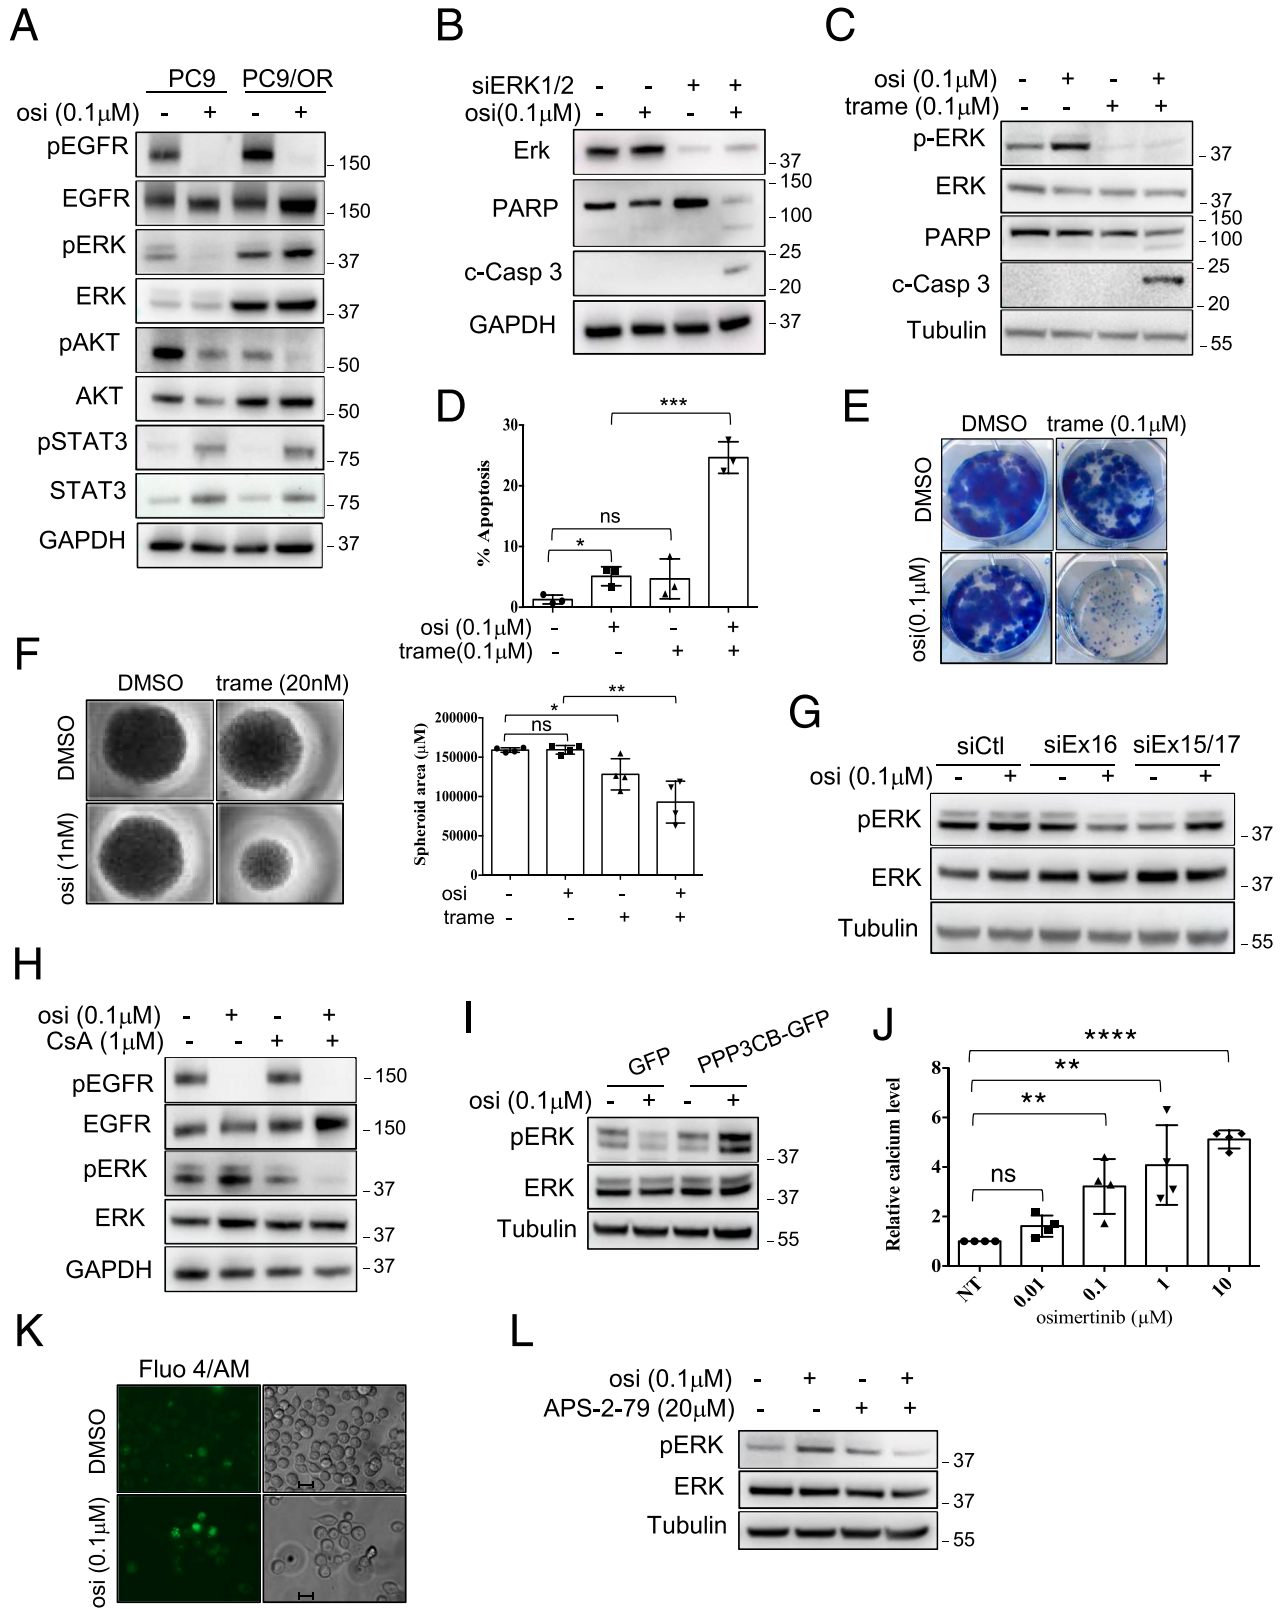 A
PC9 PC9/OR
osi (0.1µM) - + - +
pEGFR - 150
EGFR - 150
pERK - 37
ERK - 37
pAKT - 50
AKT - 50
pSTAT3 - 75
STAT3 - 75
GAPDH - 37
B
siERK1/2 - - + +
osi(0.1µM) - + - +
Erk - 37
PARP - 150
- 100
c-Casp 3 - 25
- 20
GAPDH - 37
C
osi (0.1µM) - + - +
trame (0.1µM) - - + +
p-ERK - 37
ERK - 37
PARP - 150
- 100
c-Casp 3 - 25
- 20
Tubulin - 55
D
% Apoptosis
30
20
10
0
***
ns
*
osi (0.1µM) - + - +
trame(0.1µM) - - + +
E
DMSO trame (0.1µM)
DMSO
osi(0.1µM)
F
DMSO trame (20nM)
DMSO
osi (1nM)
Spheroid area (µM)
200000
150000
100000
50000
0
**
*
ns
osi - + - +
trame - - + +
G
siCtl siEx16 siEx15/17
osi (0.1µM) - + - + - +
pERK - 37
ERK - 37
Tubulin - 55
H
osi (0.1µM) - + - +
CsA (1µM) - - + +
pEGFR - 150
EGFR - 150
pERK - 37
ERK - 37
GAPDH - 37
I
GFP PPP3CB-GFP
osi (0.1µM) - + - +
pERK - 37
ERK - 37
Tubulin - 55
J
Relative calcium level
8
6
4
2
0
****
**
**
ns
NT 0.01 0.1 1 10
osimertinib (µM)
K
Fluo 4/AM
DMSO
osi (0.1µM)
L
osi (0.1µM) - + - +
APS-2-79 (20µM) - - + +
pERK - 37
ERK - 37
Tubulin - 55